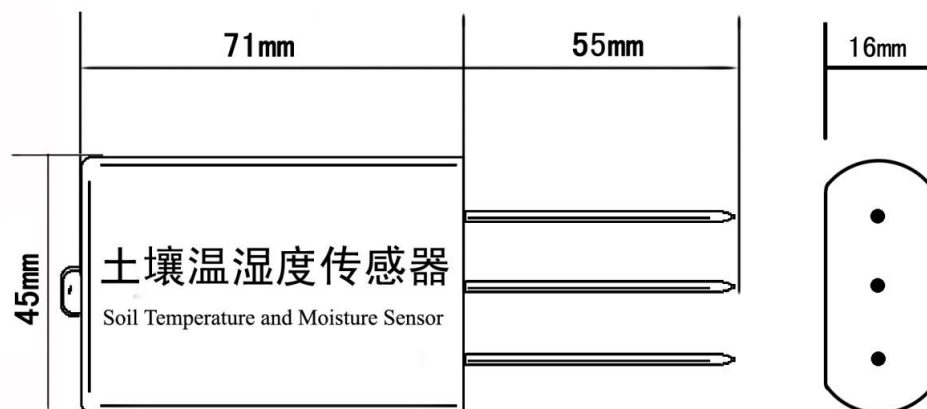 71mm
55mm
16mm
45mm
土壤温湿度传感器
Soil Temperature and Moisture Sensor